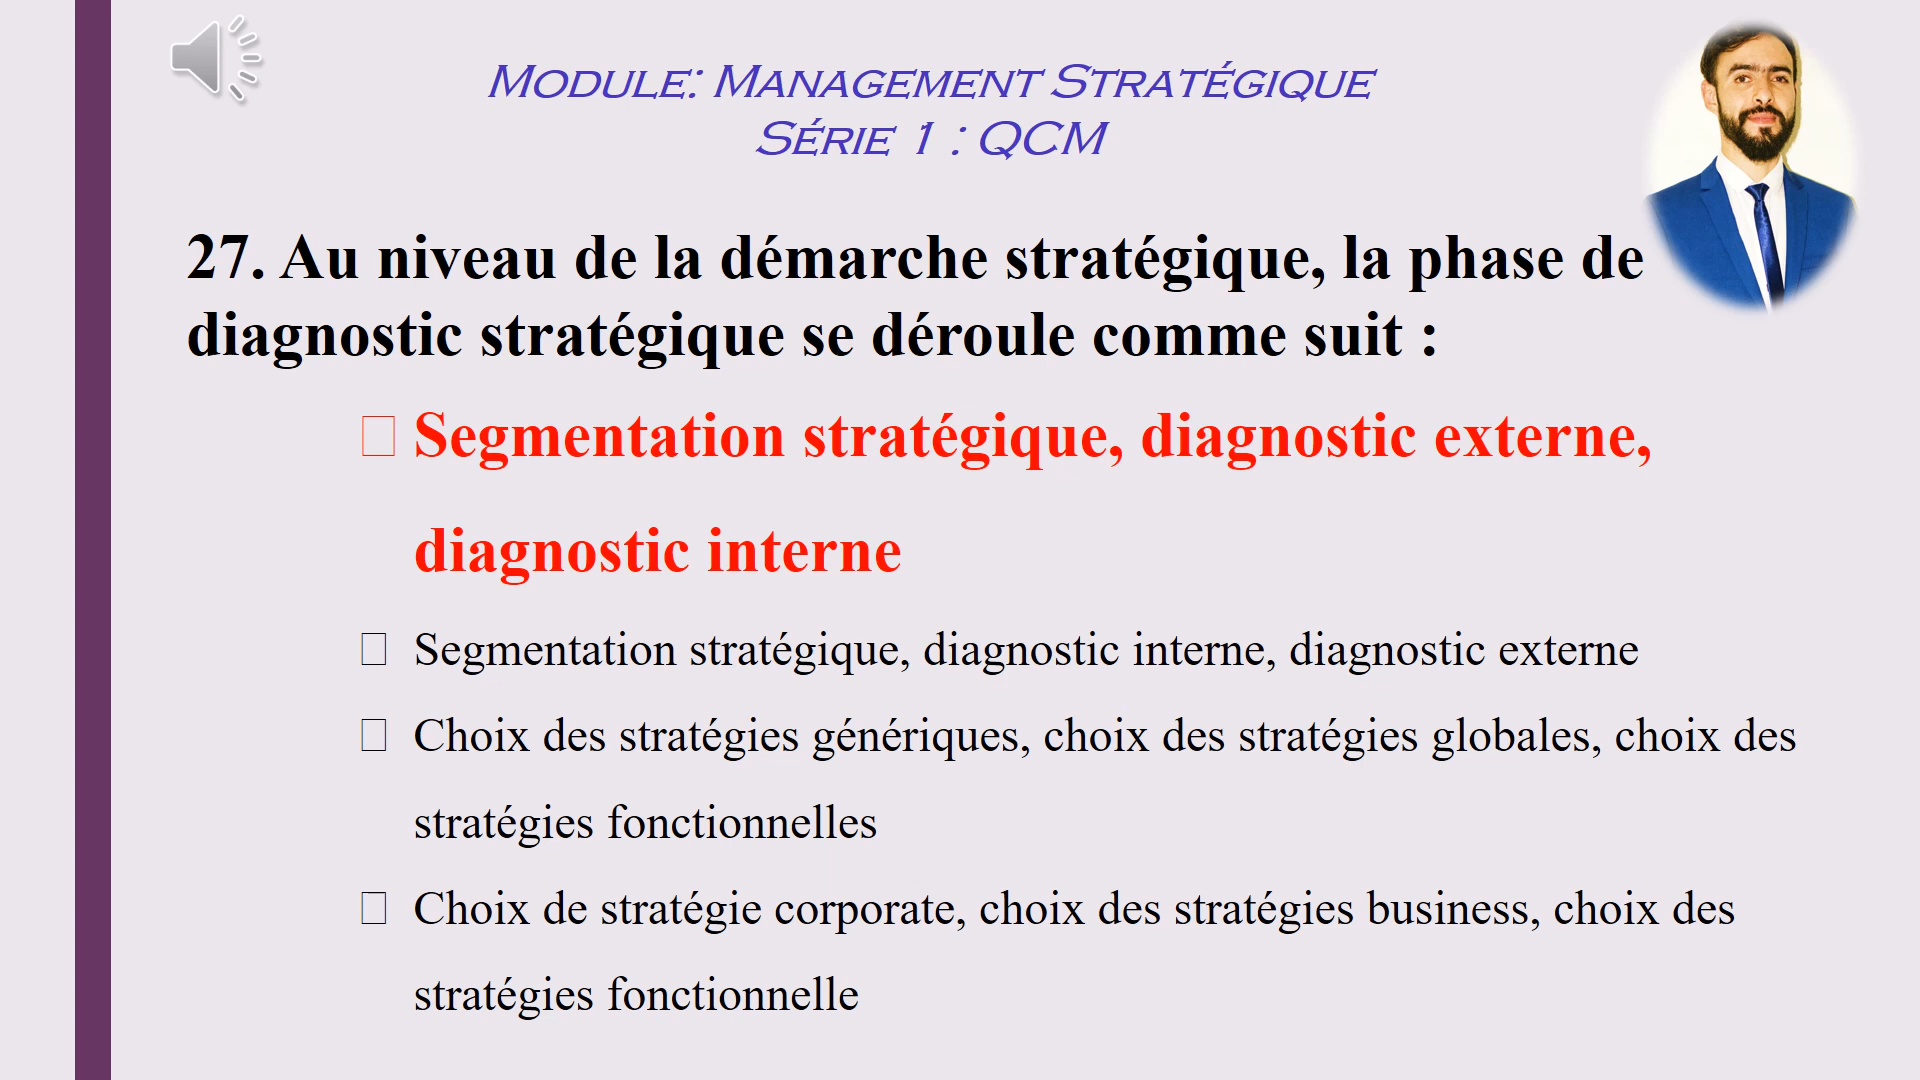 Module: Management Stratégique
Série 1 : QCM
27. Au niveau de la démarche stratégique, la phase de
diagnostic stratégique se déroule comme suit :
Segmentation stratégique, diagnostic externe,
diagnostic interne
Segmentation stratégique, diagnostic interne, diagnostic externe
Choix des stratégies génériques, choix des stratégies globales, choix des
stratégies fonctionnelles
Choix de stratégie corporate, choix des stratégies business, choix des
stratégies fonctionnelle